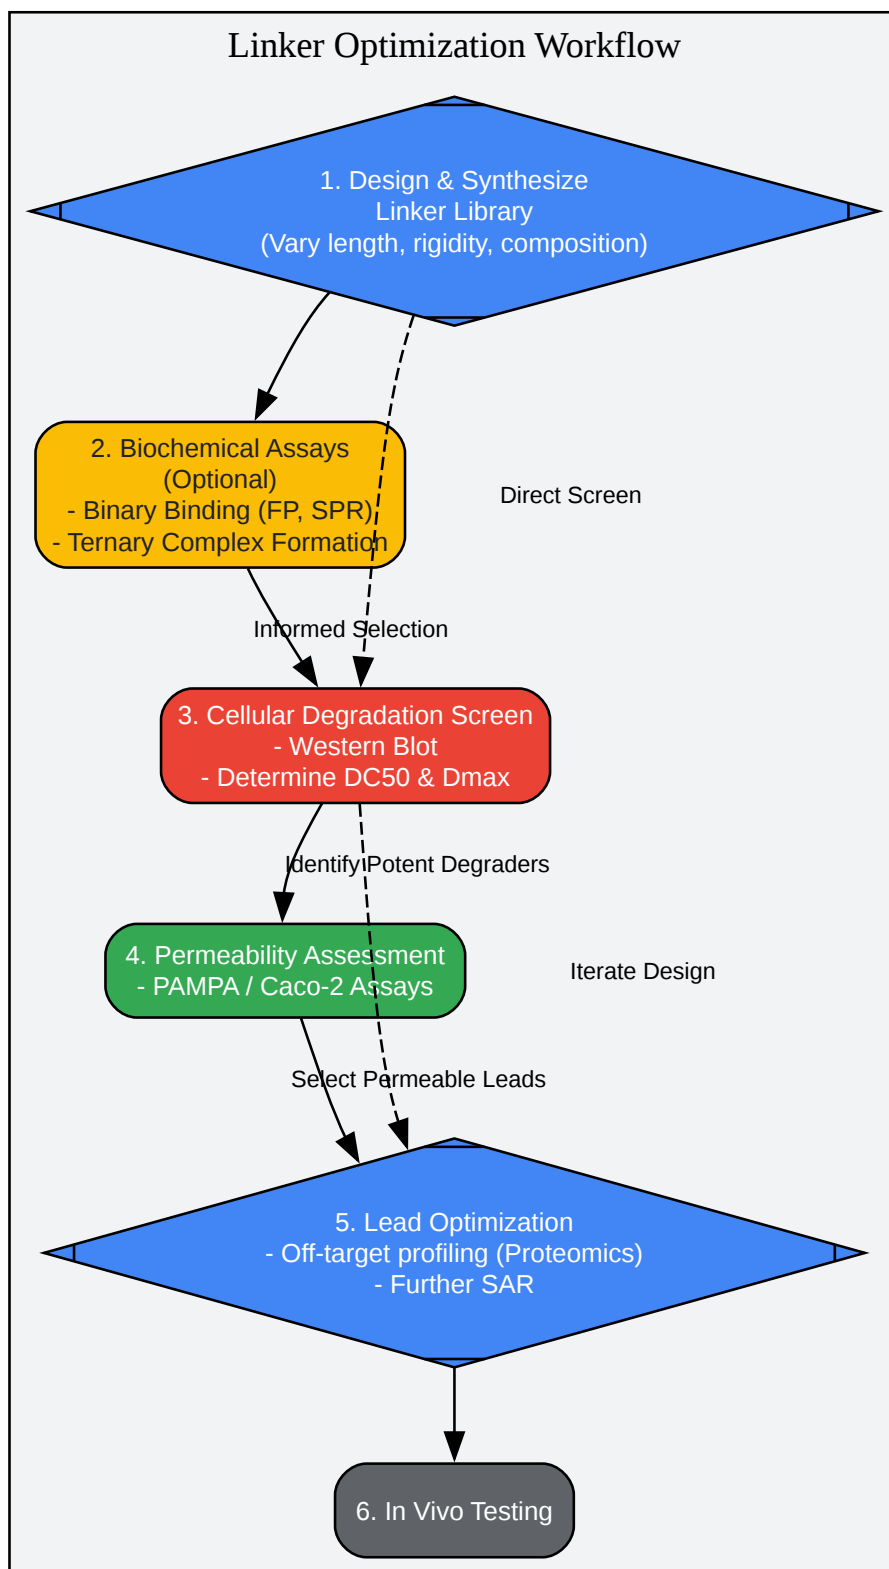 Linker Optimization Workflow
1. Design & Synthesize
Linker Library
(Vary length, rigidity, composition)
2. Biochemical Assays
(Optional)
- Binary Binding (FP, SPR)
- Ternary Complex Formation
Direct Screen
Informed Selection
3. Cellular Degradation Screen
- Western Blot
- Determine DC50 & Dmax
Identify Potent Degraders
4. Permeability Assessment
- PAMPA / Caco-2 Assays
Iterate Design
Select Permeable Leads
5. Lead Optimization
- Off-target profiling (Proteomics)
- Further SAR
6. In Vivo Testing